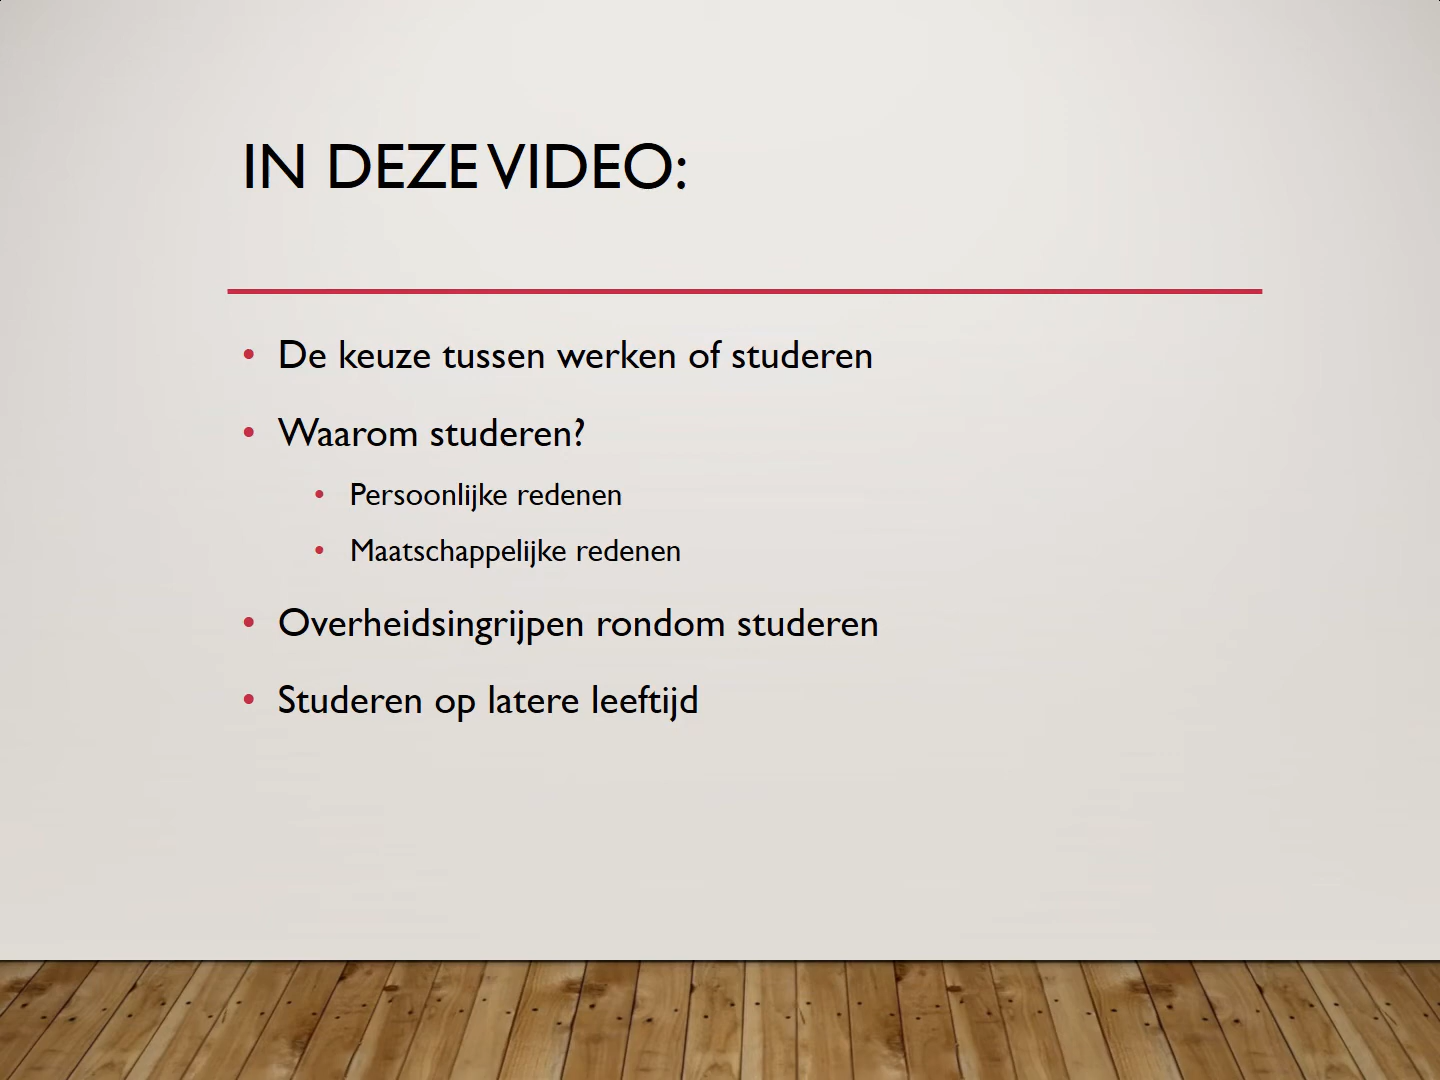 IN DEZE VIDEO:
• De keuze tussen werken of studeren
• Waarom studeren?
• Persoonlijke redenen
• Maatschappelijke redenen
• Overheidsingrijpen rondom studeren
• Studeren op latere leeftijd